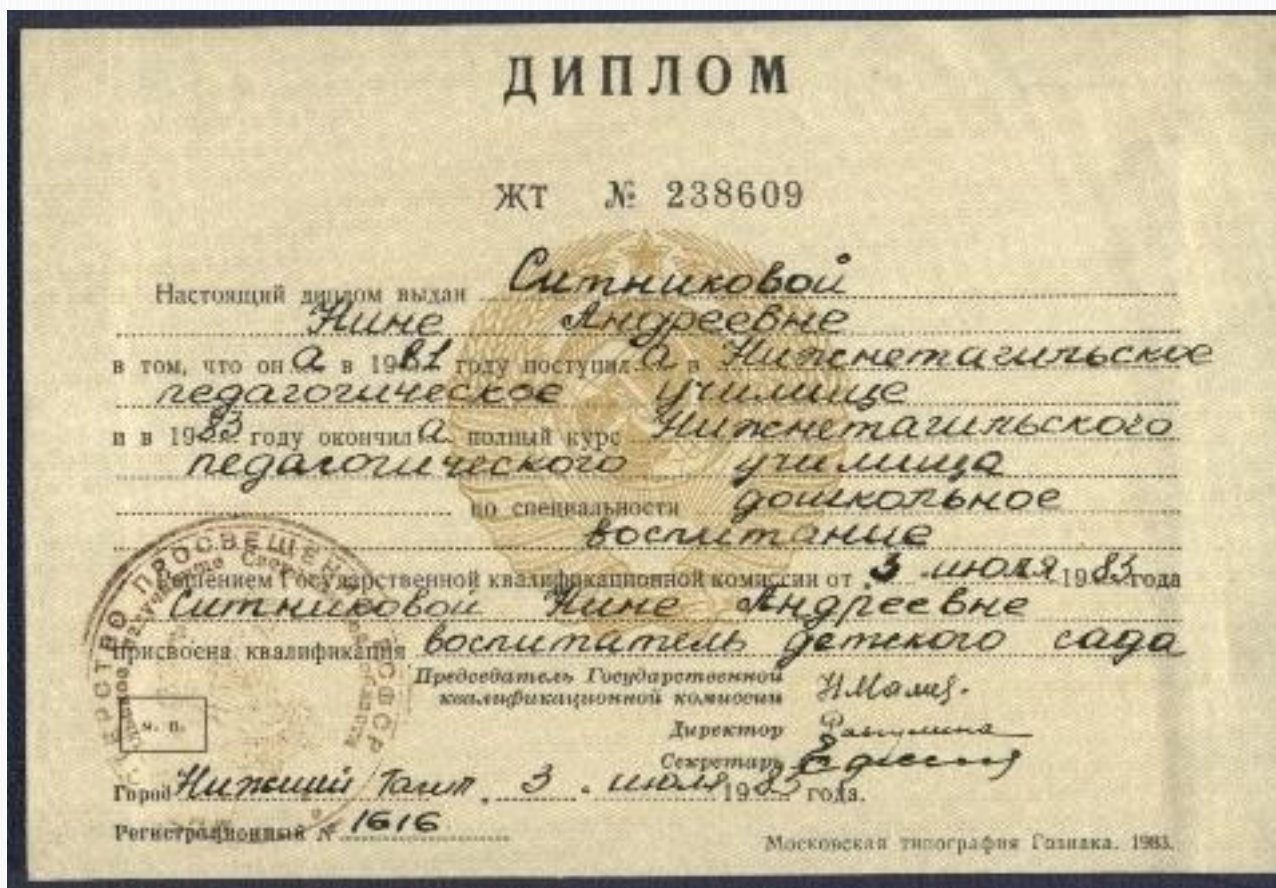 ДИПЛОМ
ЖТ № 238609
Настоящий диплом выдан Ситниковой
Нине Андреевне
в том, что он а в 1981 году поступил а в Нижнетагильское
педагогическое училище
и в 1983 году окончил а полный курс Нижнетагильского
педагогического училища
по специальности дошкольное
воспитание
Решением Государственной квалификационной комиссии от 3 июля 1983 года
Ситниковой Нине Андреевне
присвоена квалификация воспитатель детского сада
Председатель Государственной
квалификационной комиссии
Директор
Секретарь
м. п.
Город Нижний Тагил 3 июля 1983 года.
Регистрационный № 1616
Московская типография Гознака. 1983.